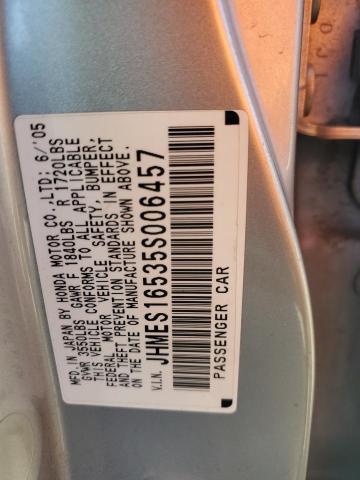 MFD. IN JAPAN BY HONDA MOTOR CO.,LTD; 6/'05
GVWR 3550LBS GAWR F 1840LBS R 1720LBS
THIS VEHICLE CONFORMS TO ALL APPLICABLE
FEDERAL MOTOR VEHICLE SAFETY, BUMPER,
AND THEFT PREVENTION STANDARDS IN EFFECT
ON THE DATE OF MANUFACTURE SHOWN ABOVE.
V.I.N. JHMES16535S006457
PASSENGER CAR